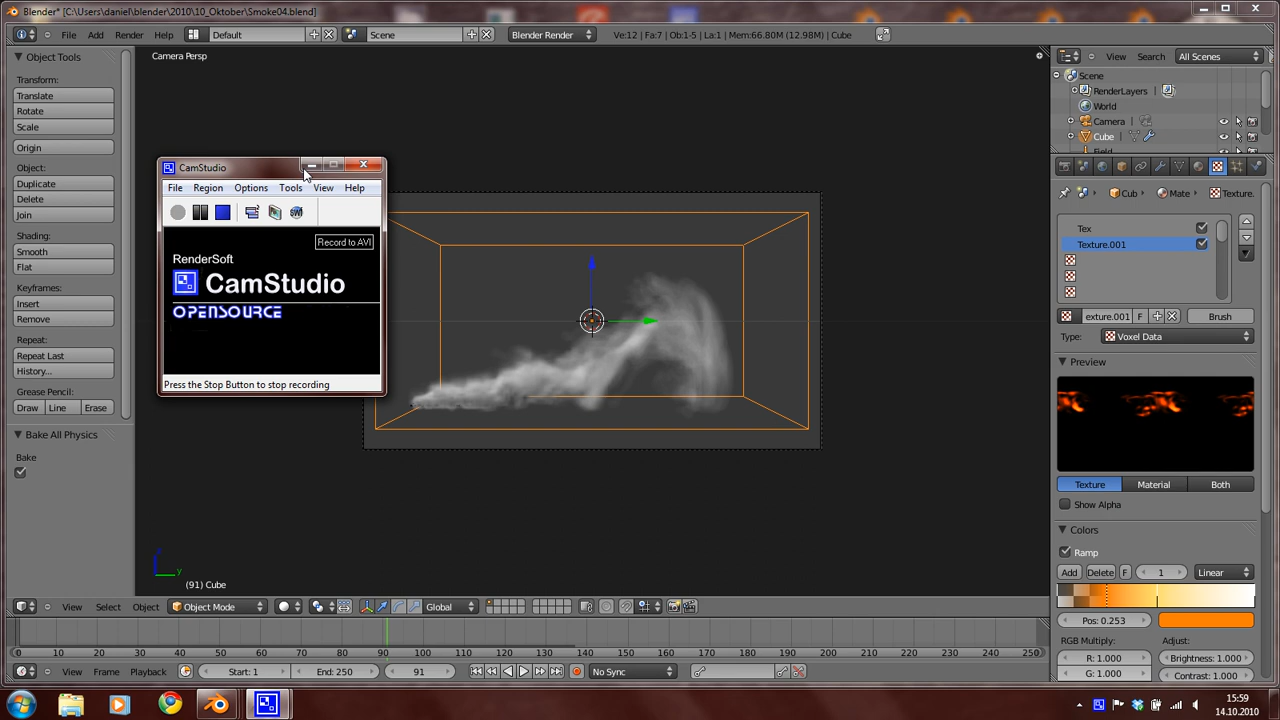 Blender* [C:\Users\daniel\blender\2010\10_Oktober\Smoke04.blend]
File Add Render Help Default Scene Blender Render Ve:12 | Fa:7 | Ob:1-5 | La:1 | Mem:66.80M (12.98M) | Cube
Object Tools
Transform:
Translate
Rotate
Scale
Origin
Object:
Duplicate
Delete
Join
Shading:
Smooth
Flat
Keyframes:
Insert
Remove
Repeat:
Repeat Last
History...
Grease Pencil:
Draw Line Erase
Bake All Physics
Bake
Camera Persp
CamStudio
File Region Options Tools View Help
Record to AVI
RenderSoft
CamStudio
OPENSOURCE
Press the Stop Button to stop recording
z
y
(91) Cube
View Select Object Object Mode Global
0 10 20 30 40 50 60 70 80 90 100 110 120 130 140 150 160 170 180 190 200 210 220 230 240 250
View Frame Playback Start: 1 End: 250 91 No Sync
View Search All Scenes
Scene
RenderLayers
World
Camera
Cube
Cub Mate Texture.
Tex
Texture.001
exture.001 F Brush
Type: Voxel Data
Preview
Texture Material Both
Show Alpha
Colors
Ramp
Add Delete F 1 Linear
Pos: 0.253
RGB Multiply: Adjust:
R: 1.000 Brightness: 1.000
G: 1.000 Contrast: 1.000
15:59
14.10.2010